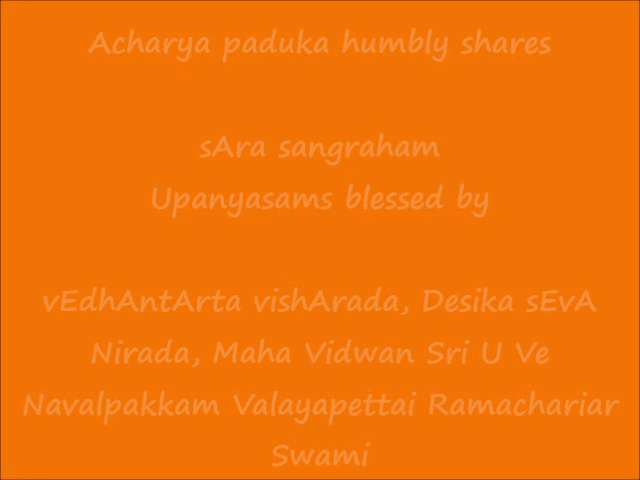 Acharya paduka humbly shares
sAra sangraham
Upanyasams blessed by
vEdhAntArta vishArada, Desika sEvA
Nirada, Maha Vidwan Sri U Ve
Navalpakkam Valayapettai Ramachariar
Swami